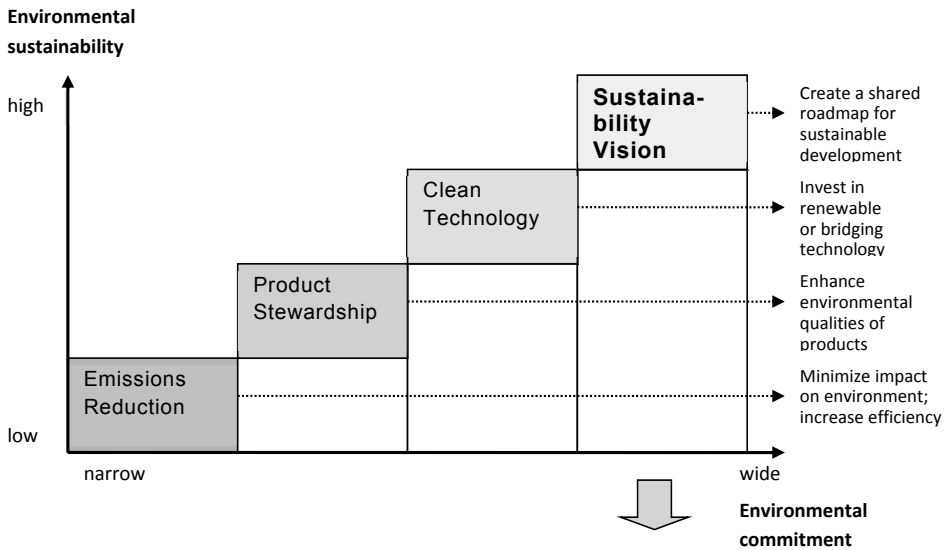 Environmental
sustainability
high
Sustaina-
bility
Vision
Create a shared
roadmap for
sustainable
development
Clean
Technology
Invest in
renewable
or bridging
technology
Product
Stewardship
Enhance
environmental
qualities of
products
Emissions
Reduction
Minimize impact
on environment;
increase efficiency
low
narrow
wide
Environmental
commitment